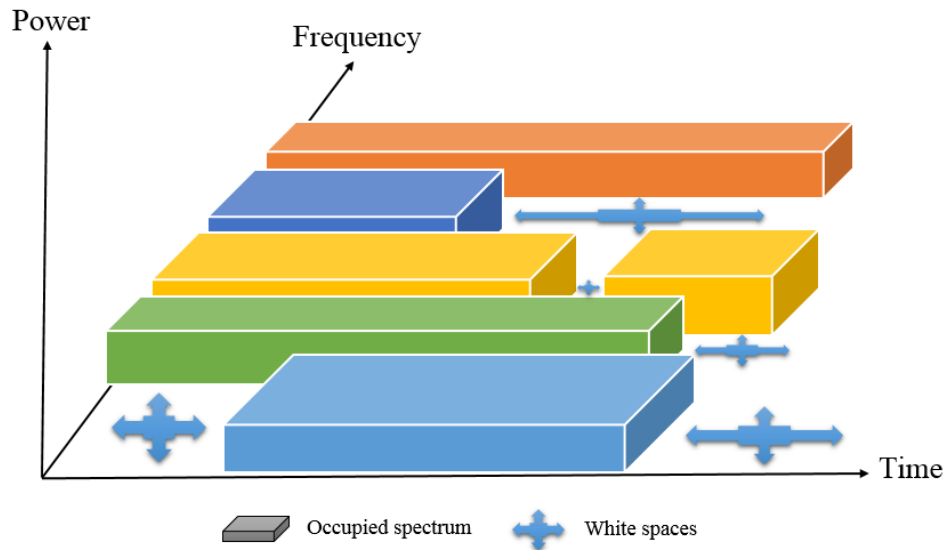 Power
Frequency
Time
Occupied spectrum
White spaces